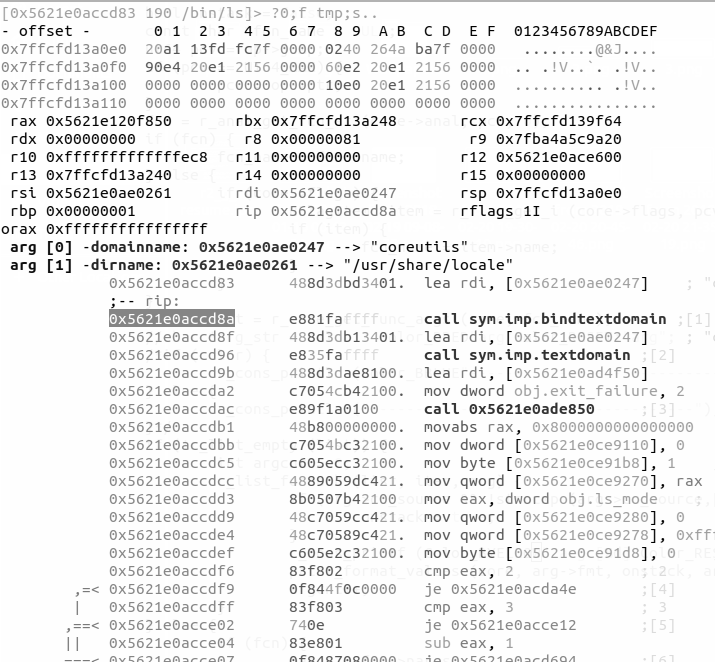 [0x5621e0accd83 190 /bin/ls]> ?0;f tmp;s..
- offset -       0 1  2 3  4 5  6 7  8 9  A B  C D  E F  0123456789ABCDEF
0x7ffcfd13a0e0  20a1 13fd fc7f 0000 0240 264a ba7f 0000   ........@&J.....
0x7ffcfd13a0f0  90e4 20e1 2156 0000 60e2 20e1 2156 0000  .. .!V..`. .!V..
0x7ffcfd13a100  0000 0000 0000 0000 10e0 20e1 2156 0000  .......... .!V..
0x7ffcfd13a110  0000 0000 0000 0000 0000 0000 0000 0000  ................
rax 0x5621e120f850 rbx 0x7ffcfd13a248 rcx 0x7ffcfd139f64
rdx 0x00000000 r8 0x00000081 r9 0x7fba4a5c9a20
r10 0xfffffffffffffec8 r11 0x00000000 r12 0x5621e0ace600
r13 0x7ffcfd13a240 r14 0x00000000 r15 0x00000000
rsi 0x5621e0ae0261 rdi 0x5621e0ae0247 rsp 0x7ffcfd13a0e0
rbp 0x00000001 rip 0x5621e0accd8a rflags 1I
orax 0xffffffffffffffff
arg [0] -domainname: 0x5621e0ae0247 --> "coreutils"
arg [1] -dirname: 0x5621e0ae0261 --> "/usr/share/locale"
0x5621e0accd83 488d3dbd3401. lea rdi, [0x5621e0ae0247] ;
;-- rip:
0x5621e0accd8a e881faffff call sym.imp.bindtextdomain ;[1]
0x5621e0accd8f 488d3db13401. lea rdi, [0x5621e0ae0247] ;
0x5621e0accd96 e835faffff call sym.imp.textdomain ;[2]
0x5621e0accd9b 488d3dae8100. lea rdi, [0x5621e0ad4f50]
0x5621e0accda2 c7054cb42100. mov dword obj.exit_failure, 2
0x5621e0accdac e89f1a0100 call 0x5621e0ade850 ;[3]
0x5621e0accdb1 48b800000000. movabs rax, 0x8000000000000000
0x5621e0accdbb c7054bc32100. mov dword [0x5621e0ce9110], 0
0x5621e0accdc5 c605ecc32100. mov byte [0x5621e0ce91b8], 1
0x5621e0accdcc 4889059dc421. mov qword [0x5621e0ce9270], rax
0x5621e0accdd3 8b0507b42100 mov eax, dword obj.ls_mode ;
0x5621e0accdd9 48c7059cc421. mov qword [0x5621e0ce9280], 0
0x5621e0accde4 48c70589c421. mov qword [0x5621e0ce9278], 0xfff
0x5621e0accdef c605e2c32100. mov byte [0x5621e0ce91d8], 0
0x5621e0accdf6 83f802 cmp eax, 2 ; 2
,=< 0x5621e0accdf9 0f844f0c0000 je 0x5621e0acda4e ;[4]
| 0x5621e0accdff 83f803 cmp eax, 3 ; 3
,==< 0x5621e0acce02 740e je 0x5621e0acce12 ;[5]
|| 0x5621e0acce04 83e801 sub eax, 1
===< 0x5621e0acce07 0f8487080000 je 0x5621e0acd694 ;[6]